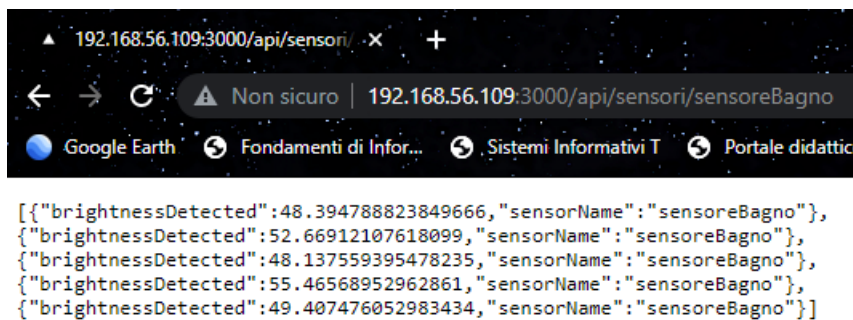 192.168.56.109:3000/api/sensori/
Non sicuro | 192.168.56.109:3000/api/sensori/sensoreBagno
Google Earth Fondamenti di Infor... Sistemi Informativi T Portale didattic
[{"brightnessDetected":48.394788823849666,"sensorName":"sensoreBagno"},
{"brightnessDetected":52.66912107618099,"sensorName":"sensoreBagno"},
{"brightnessDetected":48.137559395478235,"sensorName":"sensoreBagno"},
{"brightnessDetected":55.46568952962861,"sensorName":"sensoreBagno"},
{"brightnessDetected":49.407476052983434,"sensorName":"sensoreBagno"}]